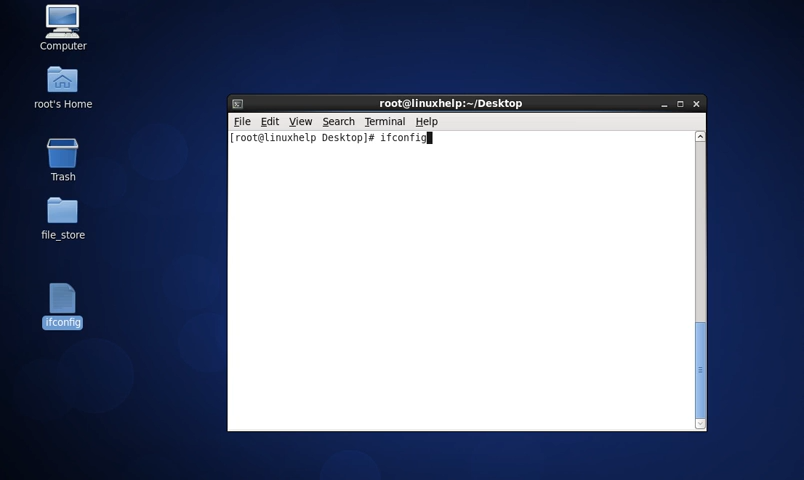 Computer
root's Home
Trash
file_store
ifconfig
root@linuxhelp:~/Desktop
File Edit View Search Terminal Help
[root@linuxhelp Desktop]# ifconfig